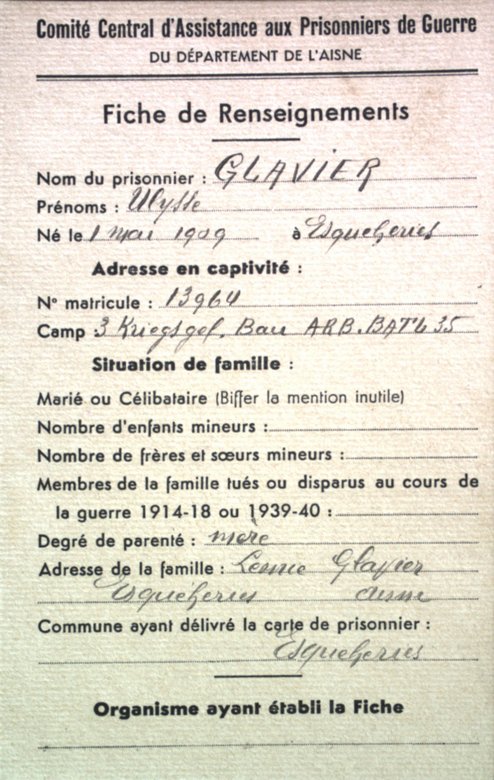 Comité Central d'Assistance aux Prisonniers de Guerre
DU DÉPARTEMENT DE L'AISNE
Fiche de Renseignements
Nom du prisonnier : GLAVIER
Prénoms : Ulysse
Né le 1 mai 1909 à Esqueheries
Adresse en captivité :
N° matricule : 13964
Camp 3 Kriegsgef. Bau ARB. BATL 35
Situation de famille :
Marié ou Célibataire (Biffer la mention inutile)
Nombre d'enfants mineurs :
Nombre de frères et sœurs mineurs :
Membres de la famille tués ou disparus au cours de
la guerre 1914-18 ou 1939-40 :
Degré de parenté : mère
Adresse de la famille : Glavier
Esquéheries Aisne
Commune ayant délivré la carte de prisonnier :
Esqueheries
Organisme ayant établi la Fiche